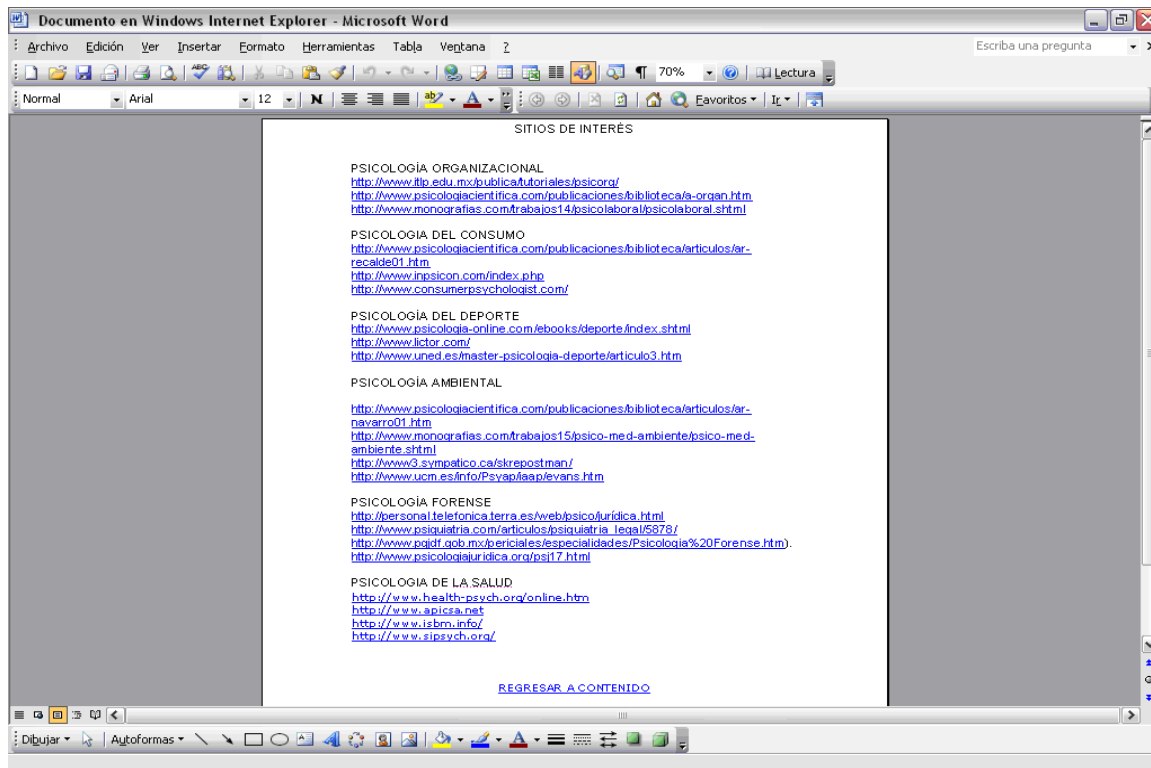 Documento en Windows Internet Explorer - Microsoft Word
Archivo Edición Ver Insertar Formato Herramientas Tabla Ventana ? Escriba una pregunta
70% Lectura
Normal Arial 12 N Favoritos Ir
SITIOS DE INTERÉS
PSICOLOGÍA ORGANIZACIONAL
http://www.itlp.edu.mx/publica/tutoriales/psicorg/
http://www.psicologiacientifica.com/publicaciones/biblioteca/a-organ.htm
http://www.monografias.com/trabajos14/psicolaboral/psicolaboral.shtml
PSICOLOGIA DEL CONSUMO
http://www.psicologiacientifica.com/publicaciones/biblioteca/articulos/ar-
recalde01.htm
http://www.inpsicon.com/index.php
http://www.consumerpsychologist.com/
PSICOLOGÍA DEL DEPORTE
http://www.psicologia-online.com/ebooks/deporte/index.shtml
http://www.lictor.com/
http://www.uned.es/master-psicologia-deporte/articulo3.htm
PSICOLOGÍA AMBIENTAL
http://www.psicologiacientifica.com/publicaciones/biblioteca/articulos/ar-
navarro01.htm
http://www.monografias.com/trabajos15/psico-med-ambiente/psico-med-
ambiente.shtml
http://www3.sympatico.ca/skrepostman/
http://www.ucm.es/info/Psyap/iaap/evans.htm
PSICOLOGÍA FORENSE
http://personal.telefonica.terra.es/web/psico/jurídica.html
http://www.psiquiatria.com/articulos/psiquiatria_legal/5878/
http://www.pgjdf.gob.mx/periciales/especialidades/Psicologia%20Forense.htm).
http://www.psicologiajuridica.org/psj17.html
PSICOLOGIA DE LA SALUD
http://www.health-psych.org/online.htm
http://www.apicsa.net
http://www.isbm.info/
http://www.sipsych.org/
REGRESAR A CONTENIDO
Dibujar Autoformas